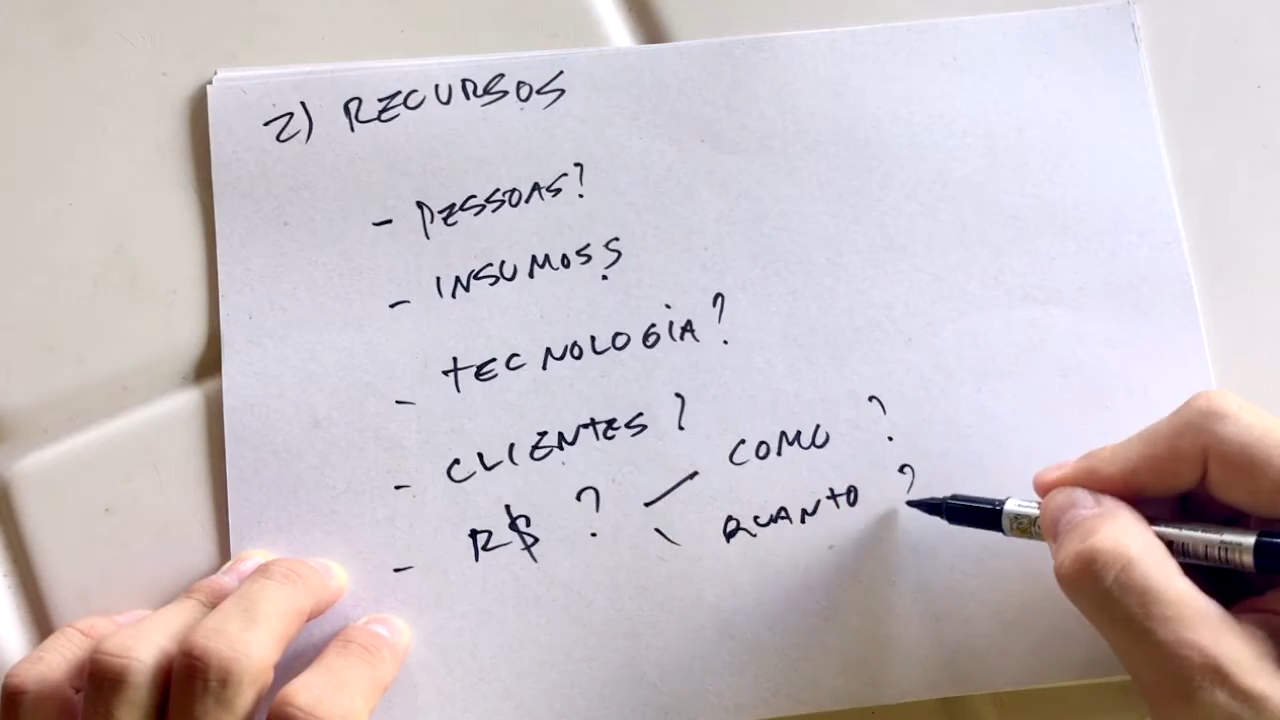 2) RECURSOS
- PESSOAS?
- INSUMOS?
- TECNOLOGIA?
- CLIENTES?
- R$ ? COMO ?
QUANTO ?